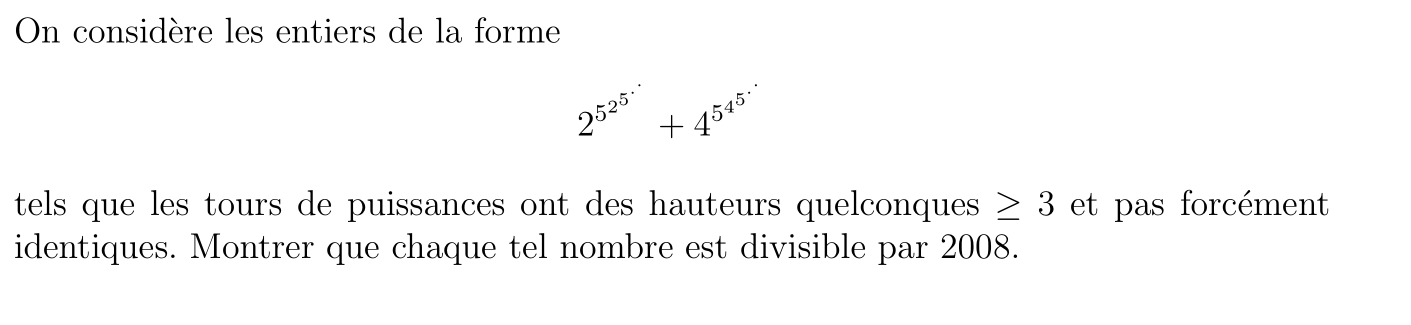 On considère les entiers de la forme
$2^{5^{2^{5^{\cdot^{\cdot}}}}} + 4^{5^{4^{5^{\cdot^{\cdot}}}}}$
tels que les tours de puissances ont des hauteurs quelconques ≥ 3 et pas forcément
identiques. Montrer que chaque tel nombre est divisible par 2008.